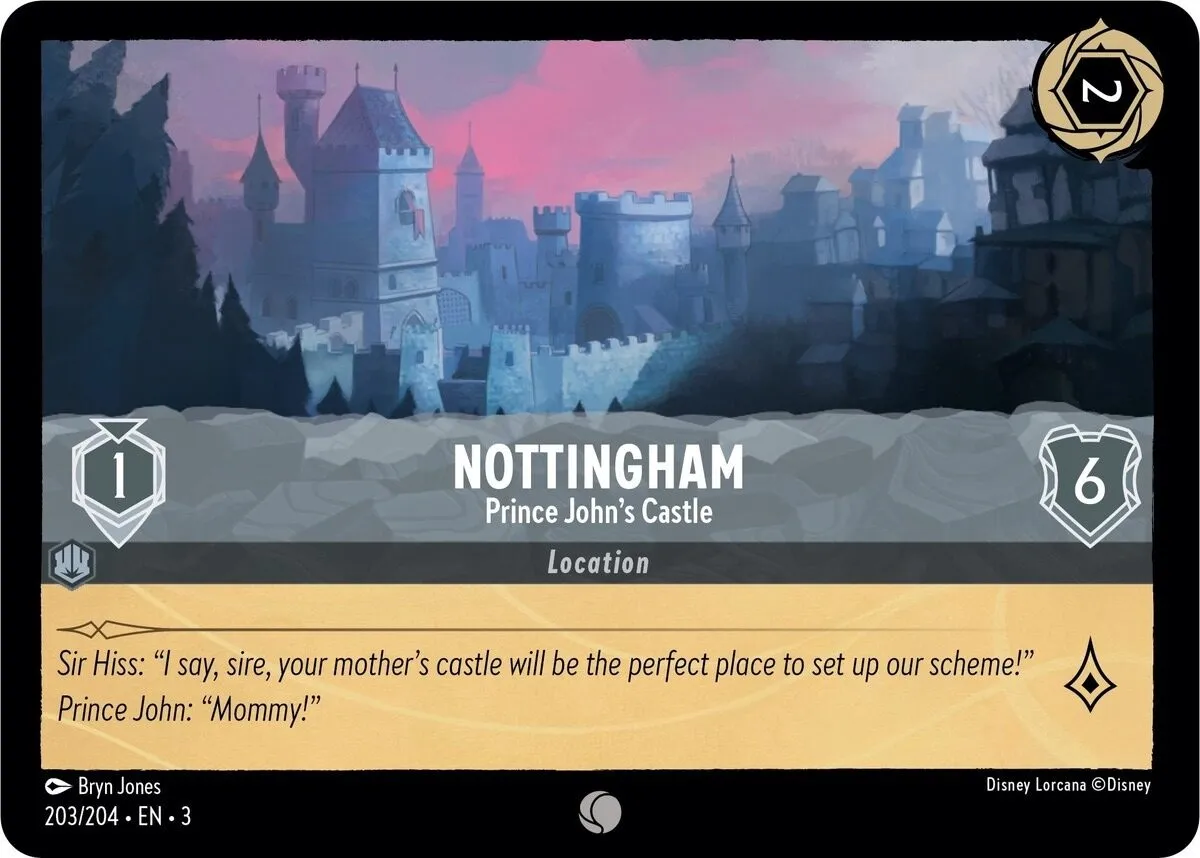 2
1
NOTTINGHAM
Prince John's Castle
6
Location
Sir Hiss: “I say, sire, your mother’s castle will be the perfect place to set up our scheme!”
Prince John: “Mommy!”
Bryn Jones
Disney Lorcana ©Disney
203/204 • EN • 3